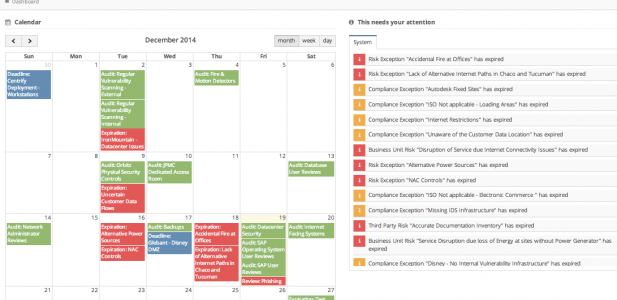 Dashboard
Calendar
December 2014
month week day
Sun Mon Tue Wed Thu Fri Sat
30 1 2 3 4 5 6
Deadline:
Centrify
Deployment -
Workstations
Audit: Regular
Vulnerability
Scanning -
External
Audit: Regular
Vulnerability
Scanning -
Internal
Expiration:
IronMountain -
Datacenter Issues
Audit: Fire &
Motion Detectors
7 8 9 10 11 12 13
Audit: Orbits
Physical Security
Controls
Expiration:
Uncertain
Customer Data
Flows
Audit: JPMC
Dedicated Access
Room
Audit: Database
User Reviews
14 15 16 17 18 19 20
Audit: Network
Administrator
Reviews
Expiration:
Alternative Power
Sources
Expiration: NAC
Controls
Audit: Backups
Deadline:
Globant - Disney
DMZ
Expiration:
Accidental Fire at
Offices
Expiration: Lack
of Alternative
Internet Paths in
Chaco and
Tucuman
Audit: Datacenter
Security
Audit: SAP
Operating System
User Reviews
Audit: SAP User
Reviews
Review: Phishing
Audit: Internet
Facing Systems
21 22 23 24 25 26 27
This needs your attention
System
Risk Exception "Accidental Fire at Offices" has expired
Risk Exception "Lack of Alternative Internet Paths in Chaco and Tucuman" has expired
Compliance Exception "Autodesk Fixed Sites" has expired
Compliance Exception "ISO Not applicable - Loading Areas" has expired
Compliance Exception "Internet Restrictions" has expired
Compliance Exception "Unaware of the Customer Data Location" has expired
Business Unit Risk "Disruption of Service due Internet Connectivity Issues" has expired
Risk Exception "Alternative Power Sources" has expired
Risk Exception "NAC Controls" has expired
Compliance Exception "ISO Not applicable - Electronic Commerce " has expired
Compliance Exception "Missing IDS Infrastructure" has expired
Third Party Risk "Accurate Documentation Inventory" has expired
Business Unit Risk "Service Disruption due loss of Energy at sites without Power Generator" has
expired
Compliance Exception "Disney - No Internal Vulnerability Infrastructure" has expired